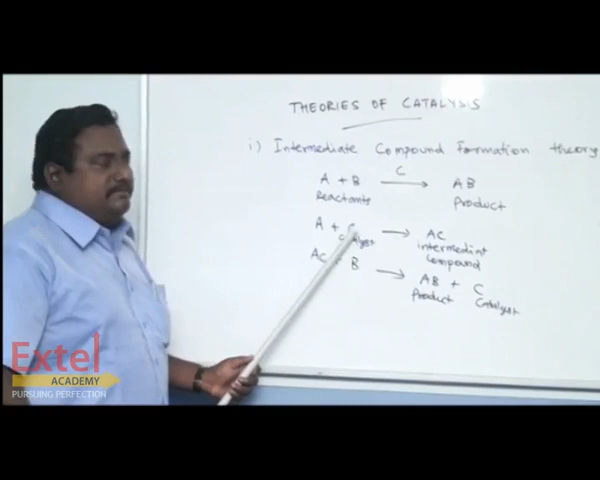 THEORIES OF CATALYSIS
i) Intermediate Compound Formation theory
A + B C → AB
Reactants Product
A + C → AC
Catalyst intermediat
Compound
AC + B → AB + C
Product Catalyst
Extel
ACADEMY
PURSUING PERFECTION